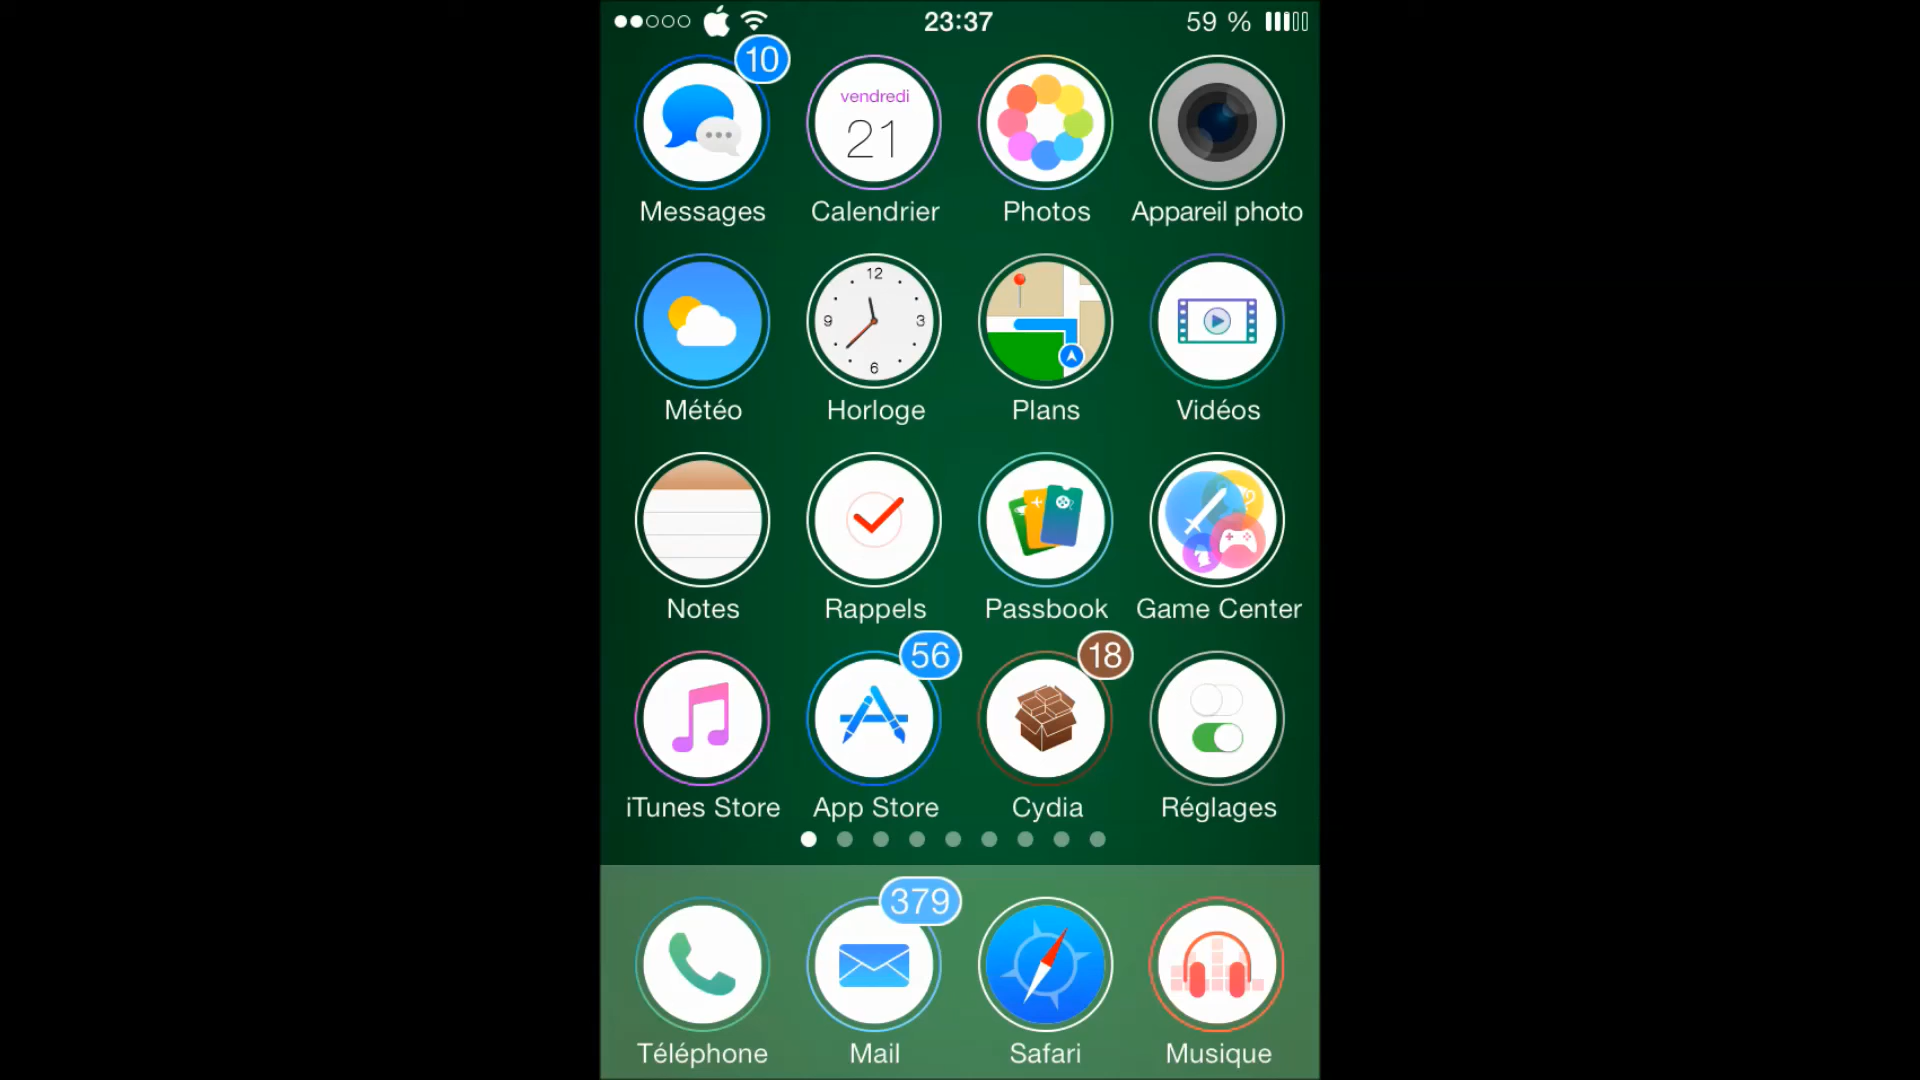 23:37
59 %
10
vendredi
21
Messages
Calendrier
Photos
Appareil photo
12
9
3
6
Météo
Horloge
Plans
Vidéos
Notes
Rappels
Passbook
Game Center
56
18
iTunes Store
App Store
Cydia
Réglages
379
Téléphone
Mail
Safari
Musique